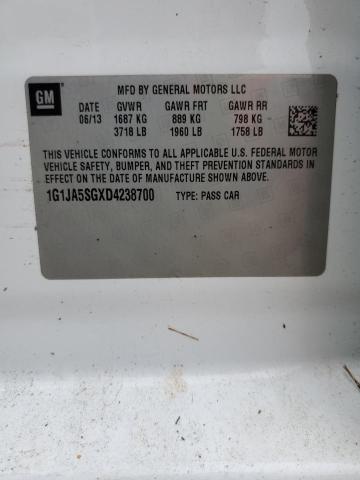 GM
MFD BY GENERAL MOTORS LLC
DATE GVWR GAWR FRT GAWR RR
06/13 1687 KG 889 KG 798 KG
3718 LB 1960 LB 1758 LB
THIS VEHICLE CONFORMS TO ALL APPLICABLE U.S. FEDERAL MOTOR
VEHICLE SAFETY, BUMPER, AND THEFT PREVENTION STANDARDS IN
EFFECT ON THE DATE OF MANUFACTURE SHOWN ABOVE.
1G1JA5SGXD4238700 TYPE: PASS CAR